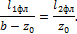 l₁фл / (b − z₀) = l₂фл / z₀.